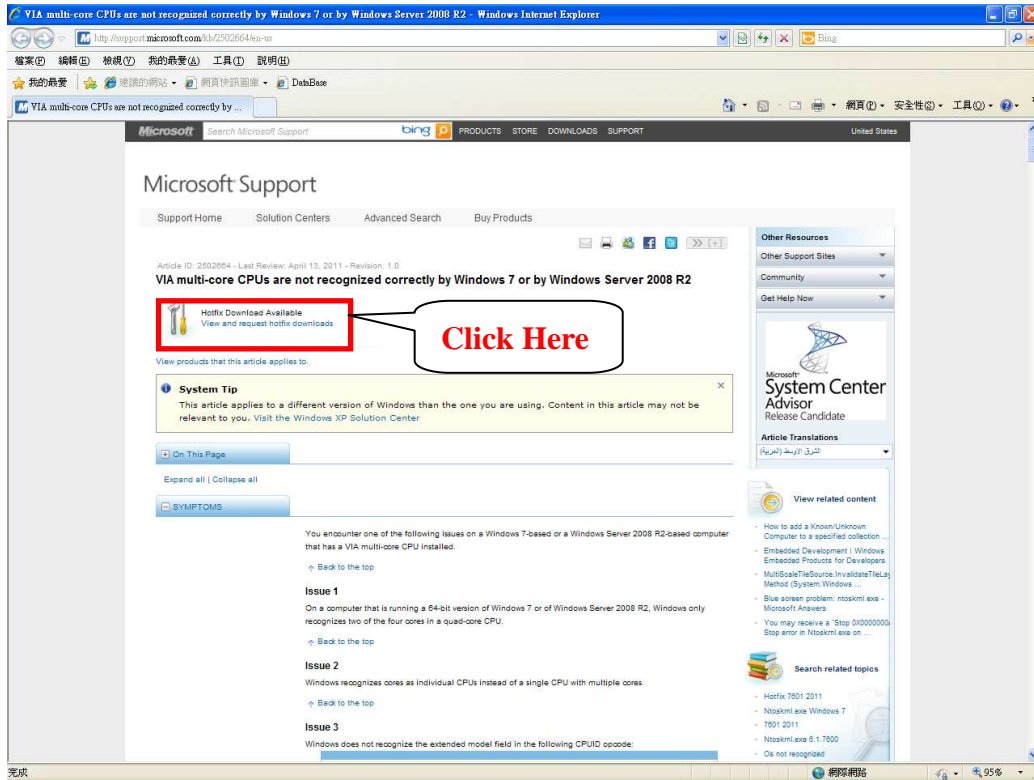 VIA multi-core CPUs are not recognized correctly by Windows 7 or by Windows Server 2008 R2 - Windows Internet Explorer
http://support.microsoft.com/kb/2502664/en-us
Bing
檔案(F) 編輯(E) 檢視(V) 我的最愛(A) 工具(T) 說明(H)
我的最愛 建議的網站 網頁快訊圖庫 DataBase
VIA multi-core CPUs are not recognized correctly by ...
網頁(P) 安全性(S) 工具(O)
Microsoft Search Microsoft Support bing PRODUCTS STORE DOWNLOADS SUPPORT United States
Microsoft Support
Support Home Solution Centers Advanced Search Buy Products
Article ID: 2502664 - Last Review: April 13, 2011 - Revision: 1.0
VIA multi-core CPUs are not recognized correctly by Windows 7 or by Windows Server 2008 R2
Hotfix Download Available
View and request hotfix downloads
Click Here
View products that this article applies to.
System Tip
This article applies to a different version of Windows than the one you are using. Content in this article may not be
relevant to you. Visit the Windows XP Solution Center
On This Page
Expand all | Collapse all
SYMPTOMS
You encounter one of the following issues on a Windows 7-based or a Windows Server 2008 R2-based computer
that has a VIA multi-core CPU installed.
Back to the top
Issue 1
On a computer that is running a 64-bit version of Windows 7 or of Windows Server 2008 R2, Windows only
recognizes two of the four cores in a quad-core CPU.
Back to the top
Issue 2
Windows recognizes cores as individual CPUs instead of a single CPU with multiple cores.
Back to the top
Issue 3
Windows does not recognize the extended model field in the following CPUID opcode:
Other Resources
Other Support Sites
Community
Get Help Now
Microsoft
System Center
Advisor
Release Candidate
Article Translations
الشرق الاوسط (العربية)
View related content
How to add a Known/Unknown
Computer to a specified collection ...
Embedded Development | Windows
Embedded Products for Developers
MultiScaleTileSource.InvalidateTileLay
Method (System.Windows ...
Blue screen problem: ntoskrnl.exe -
Microsoft Answers
You may receive a "Stop 0X0000000A
Stop error in Ntoskrnl.exe on ...
Search related topics
Hotfix 7601 2011
Ntoskrnl.exe Windows 7
7601 2011
Ntoskrnl.exe 6.1.7600
Os not recognized
完成
網際網路
95%